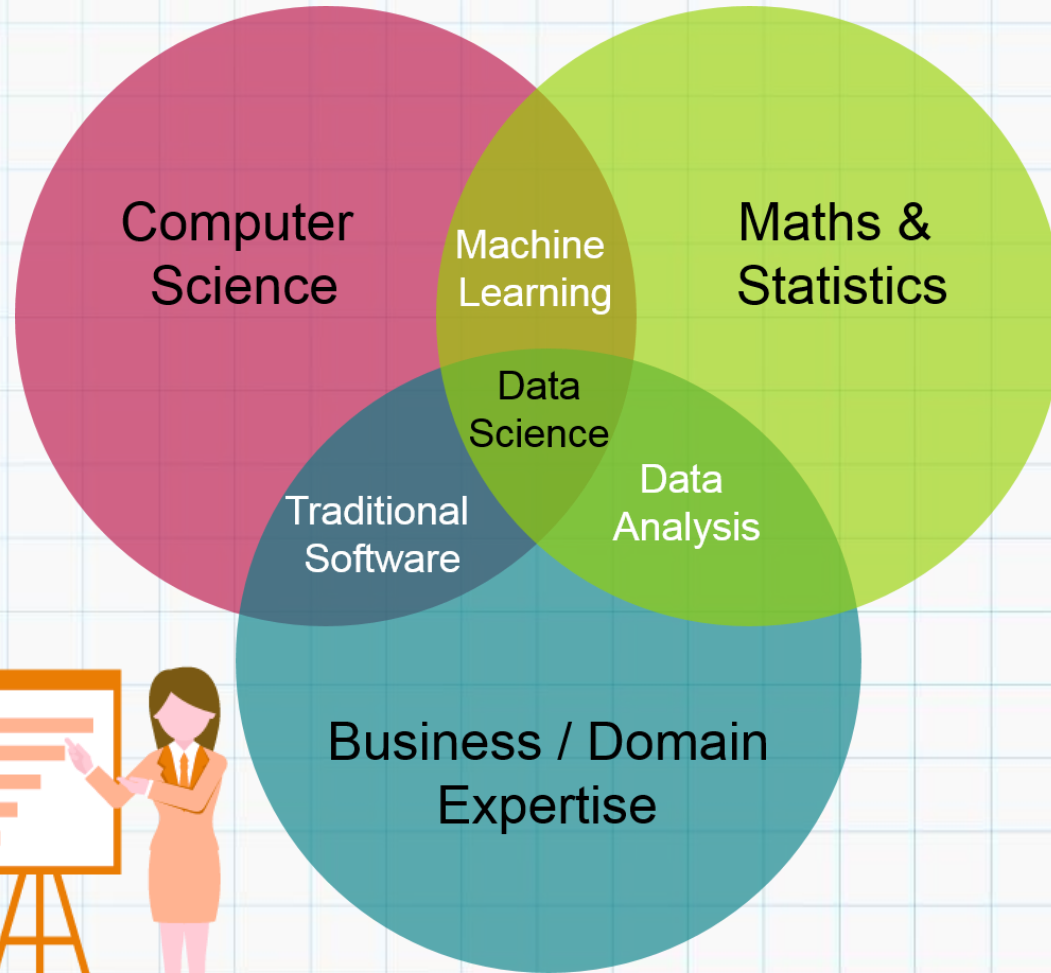 Computer
Science
Machine
Learning
Maths &
Statistics
Data
Science
Traditional
Software
Data
Analysis
Business / Domain
Expertise